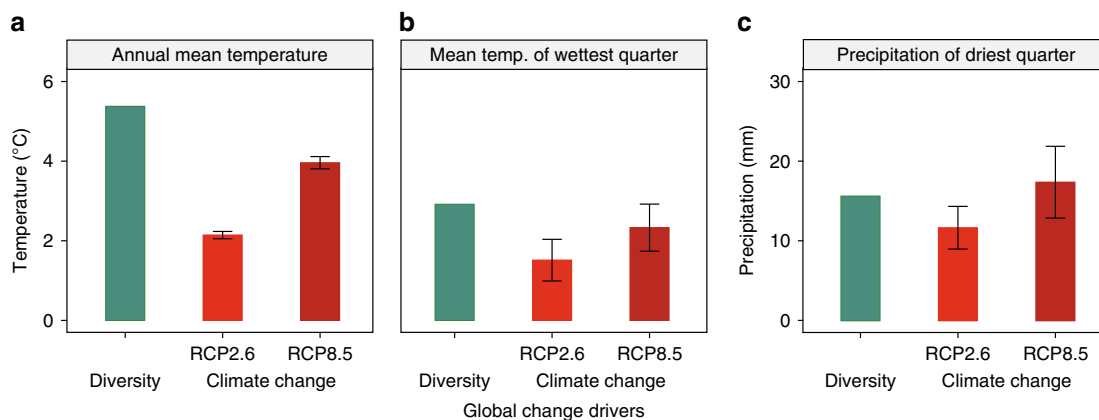 a
Annual mean temperature
Temperature (°C)
6
4
2
0
RCP2.6 RCP8.5
Diversity Climate change
b
Mean temp. of wettest quarter
RCP2.6 RCP8.5
Diversity Climate change
Global change drivers
c
Precipitation of driest quarter
Precipitation (mm)
30
20
10
0
RCP2.6 RCP8.5
Diversity Climate change